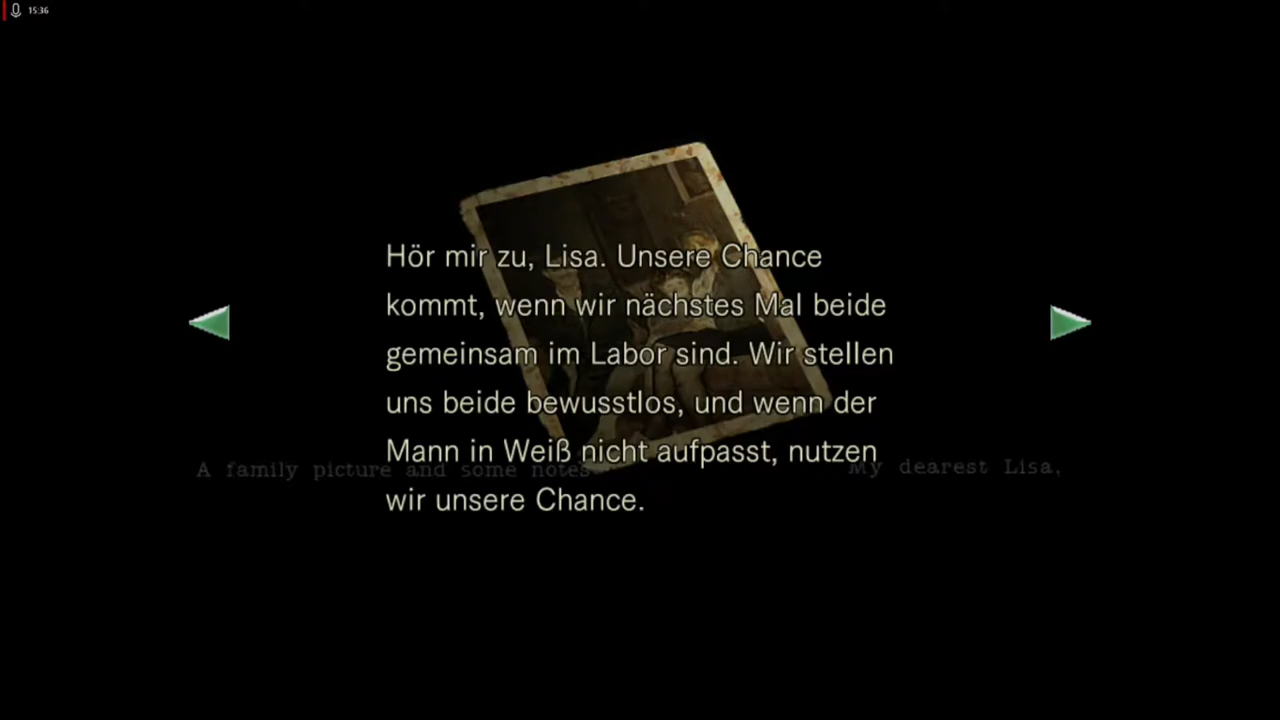 15:36
Hör mir zu, Lisa. Unsere Chance
kommt, wenn wir nächstes Mal beide
gemeinsam im Labor sind. Wir stellen
uns beide bewusstlos, und wenn der
Mann in Weiß nicht aufpasst, nutzen
wir unsere Chance.
A family picture and some notes
My dearest Lisa,